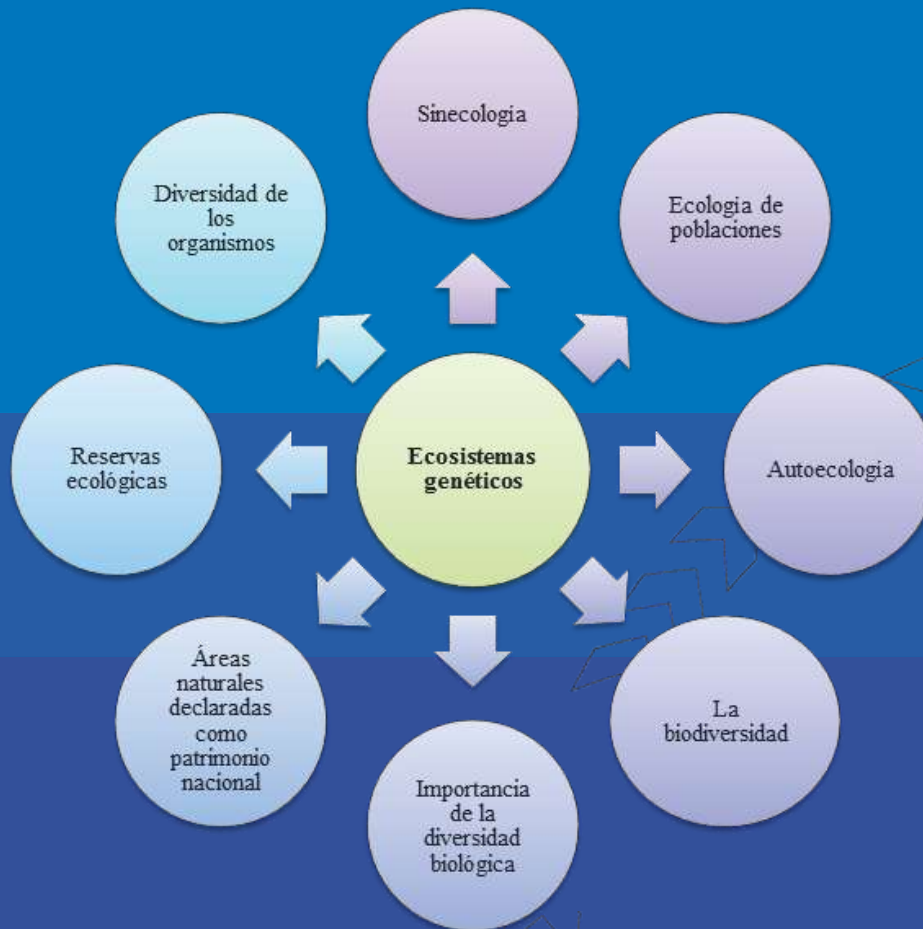 Sinecología
Diversidad de
los
organismos
Ecología de
poblaciones
Reservas
ecológicas
Ecosistemas
genéticos
Autoecología
Áreas
naturales
declaradas
como
patrimonio
nacional
La
biodiversidad
Importancia
de la
diversidad
biológica